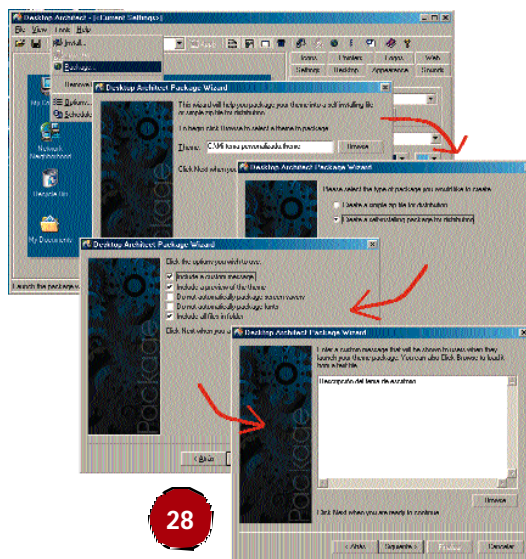 Desktop Architect - [<Current Settings>]
File View Tools Help
Install...
Package...
Remove
Options...
Schedule
Icons Pointers Logos Web
Settings Desktop Appearance Sounds
My Co
Network
Neighborhood
Recycle Bin
My Documents
Launch the package w
Desktop Architect Package Wizard
This wizard will help you package your theme into a self installing file
or simple zip file for distribution.
To begin click Browse to select a theme to package
Theme: C:\Mi tema personalizado.theme Browse
Click Next when you
Package
Desktop Architect Package Wizard
Please select the type of package you would like to create
Create a simple zip file for distribution
Create a self-installing package for distribution
Desktop Architect Package Wizard
Click the options you wish to use.
Include a custom message
Include a preview of the theme
Do not automatically package screen savers
Do not automatically package fonts
Include all files in folder
Click Next when you a
Package
< Atrás
Desktop Architect Package Wizard
Enter a custom message that will be shown to users when they
launch your theme package. You can also Click Browse to load it
from a text file.
Descripción del tema de escritorio
Browse
Click Next when you are ready to continue
Package
< Atrás Siguiente > Finalizar Cancelar
28